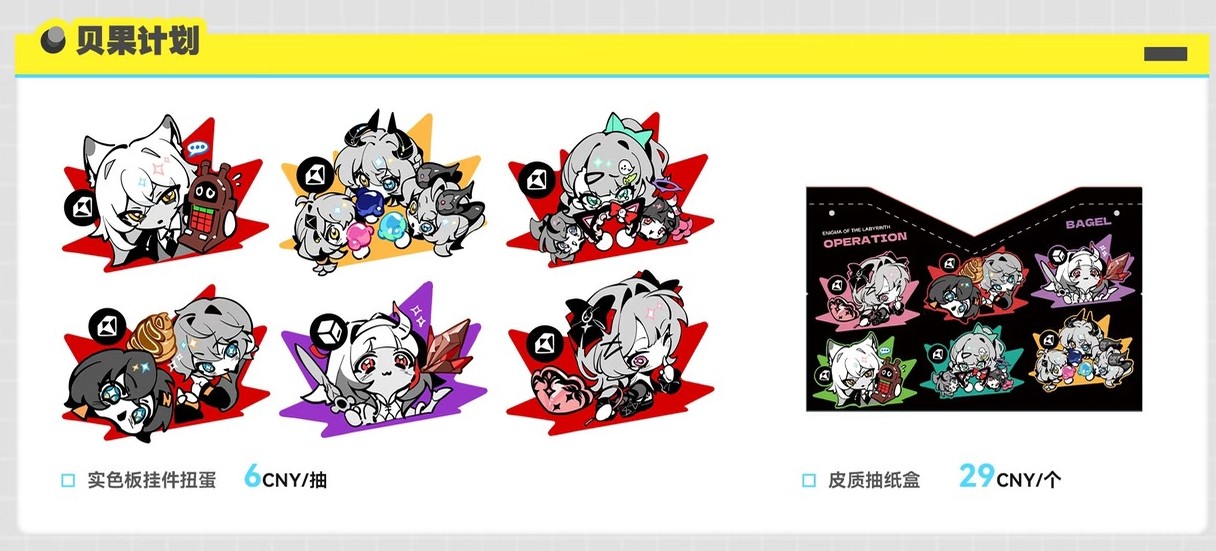 贝果计划
ENIGMA OF THE LABYRINTH
OPERATION
BAGEL
实色板挂件扭蛋 6CNY/抽
皮质抽纸盒 29CNY/个